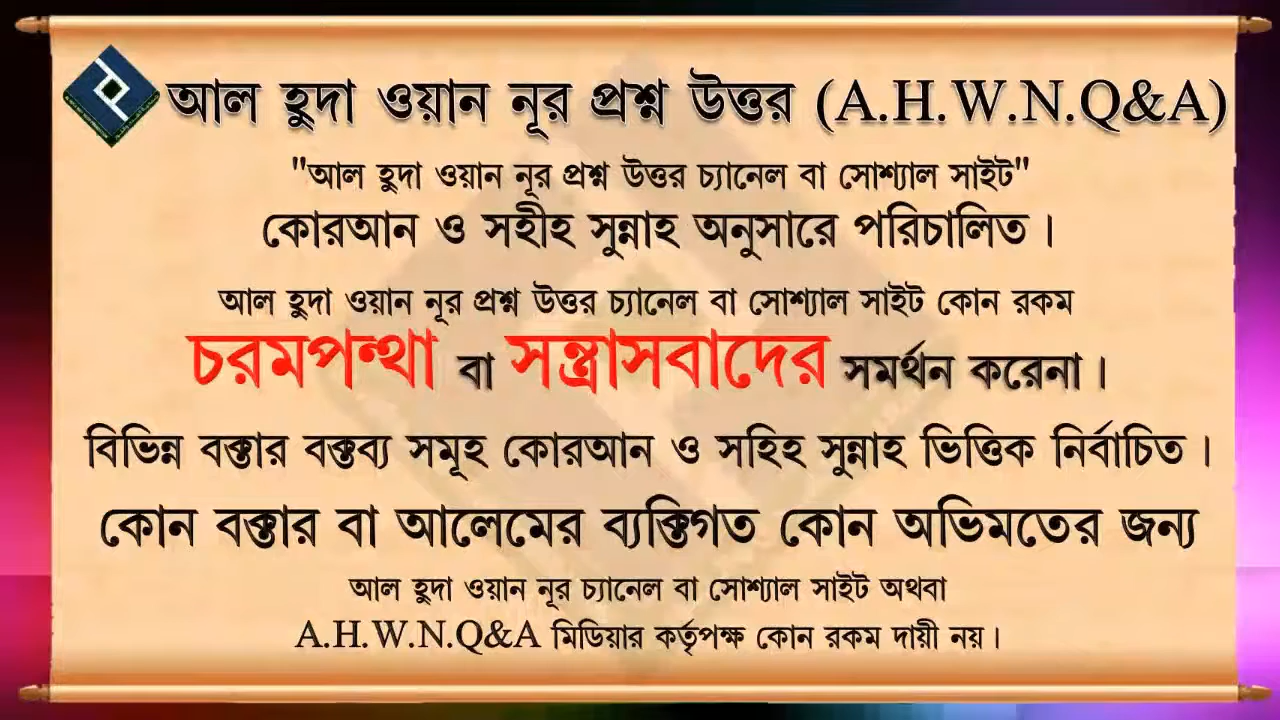 আল হুদা ওয়ান নূর প্রশ্ন উত্তর (A.H.W.N.Q&A)
"আল হুদা ওয়ান নূর প্রশ্ন উত্তর চ্যানেল বা সোশ্যাল সাইট"
কোরআন ও সহীহ সুন্নাহ অনুসারে পরিচালিত।
আল হুদা ওয়ান নূর প্রশ্ন উত্তর চ্যানেল বা সোশ্যাল সাইট কোন রকম
চরমপন্থা বা সন্ত্রাসবাদের সমর্থন করেনা।
বিভিন্ন বক্তার বক্তব্য সমূহ কোরআন ও সহিহ সুন্নাহ ভিত্তিক নির্বাচিত।
কোন বক্তার বা আলেমের ব্যক্তিগত কোন অভিমতের জন্য
আল হুদা ওয়ান নূর চ্যানেল বা সোশ্যাল সাইট অথবা
A.H.W.N.Q&A মিডিয়ার কর্তৃপক্ষ কোন রকম দায়ী নয়।